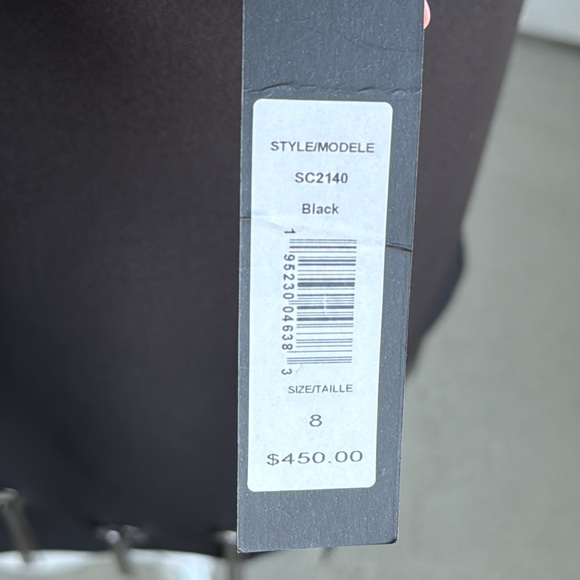 STYLE/MODELE
SC2140
Black
1 95230 04638 3
SIZE/TAILLE
8
$450.00